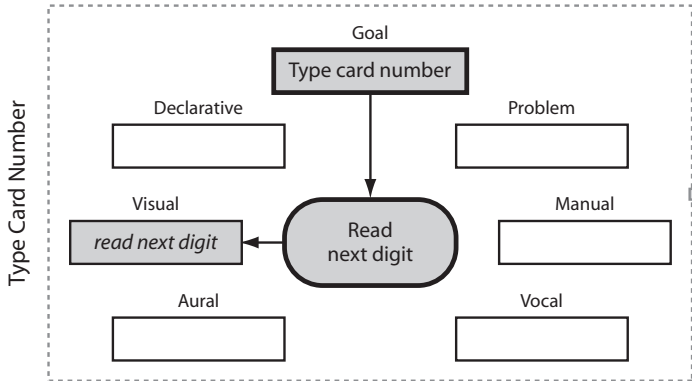 Type Card Number
Goal
Type card number
Declarative
Problem
Visual
read next digit
Read
next digit
Manual
Aural
Vocal